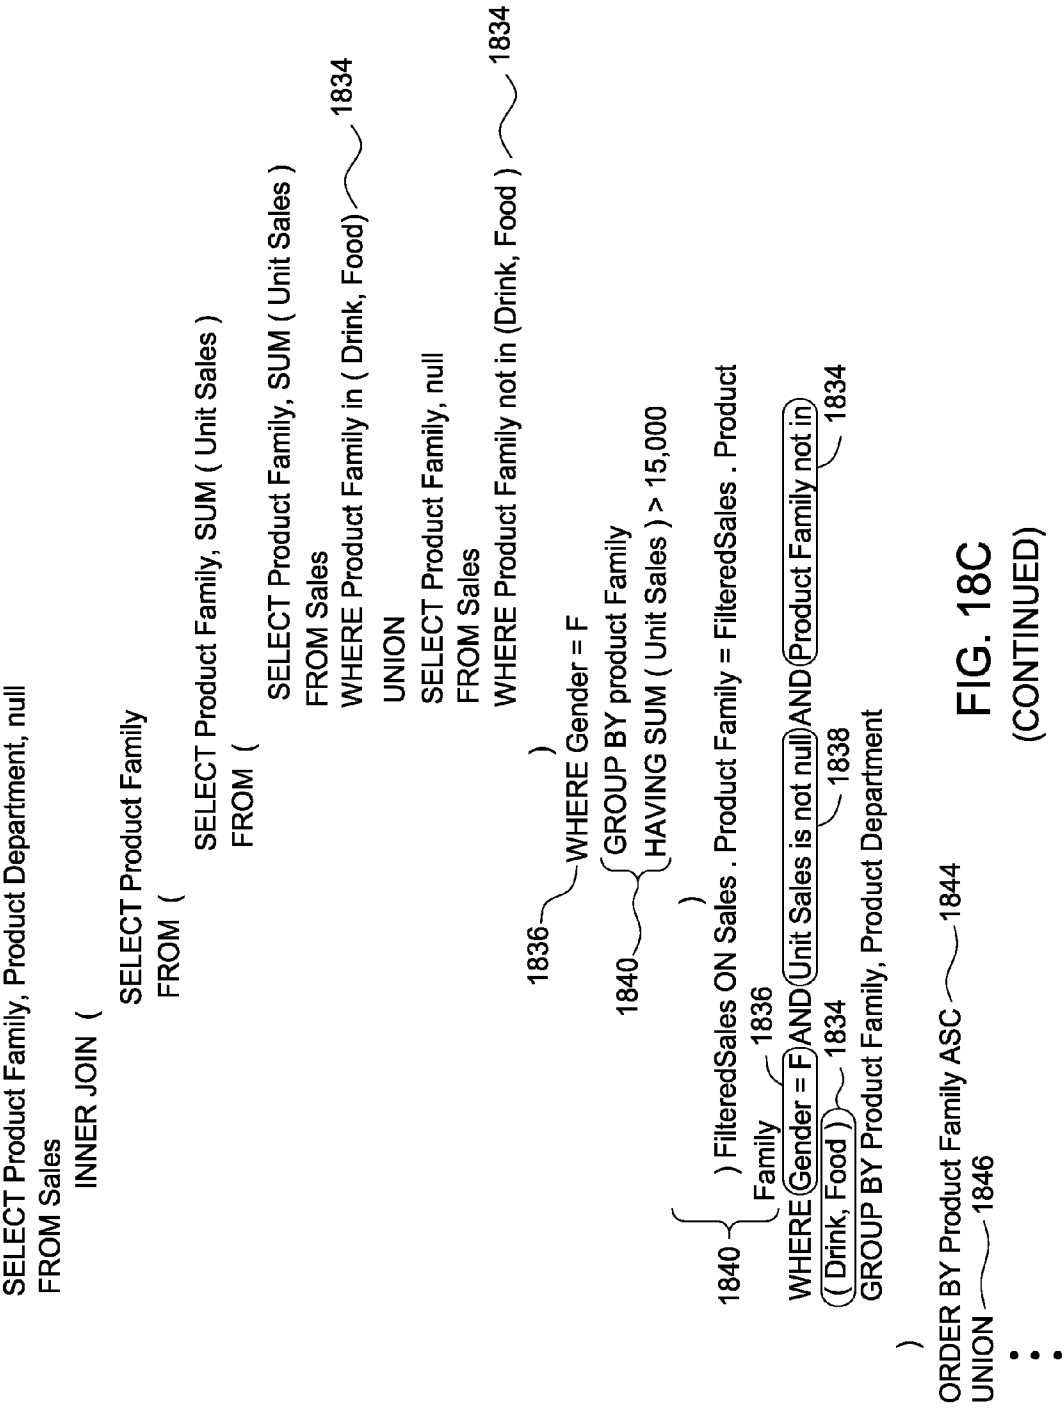 SELECT Product Family, Product Department, null
FROM Sales
INNER JOIN (
SELECT Product Family
FROM (
SELECT Product Family, SUM ( Unit Sales )
FROM (
SELECT Product Family, SUM ( Unit Sales )
FROM Sales
WHERE Product Family in ( Drink, Food) 1834
UNION
SELECT Product Family, null
FROM Sales
WHERE Product Family not in (Drink, Food ) 1834
)
1836 WHERE Gender = F
GROUP BY product Family
1840 HAVING SUM ( Unit Sales ) > 15,000
)
) FilteredSales ON Sales . Product Family = FilteredSales . Product
1840 Family 1836
WHERE Gender = F AND Unit Sales is not null AND Product Family not in
( Drink, Food ) 1834 1838 1834
GROUP BY Product Family, Product Department
)
ORDER BY Product Family ASC 1844
UNION 1846
FIG. 18C
(CONTINUED)